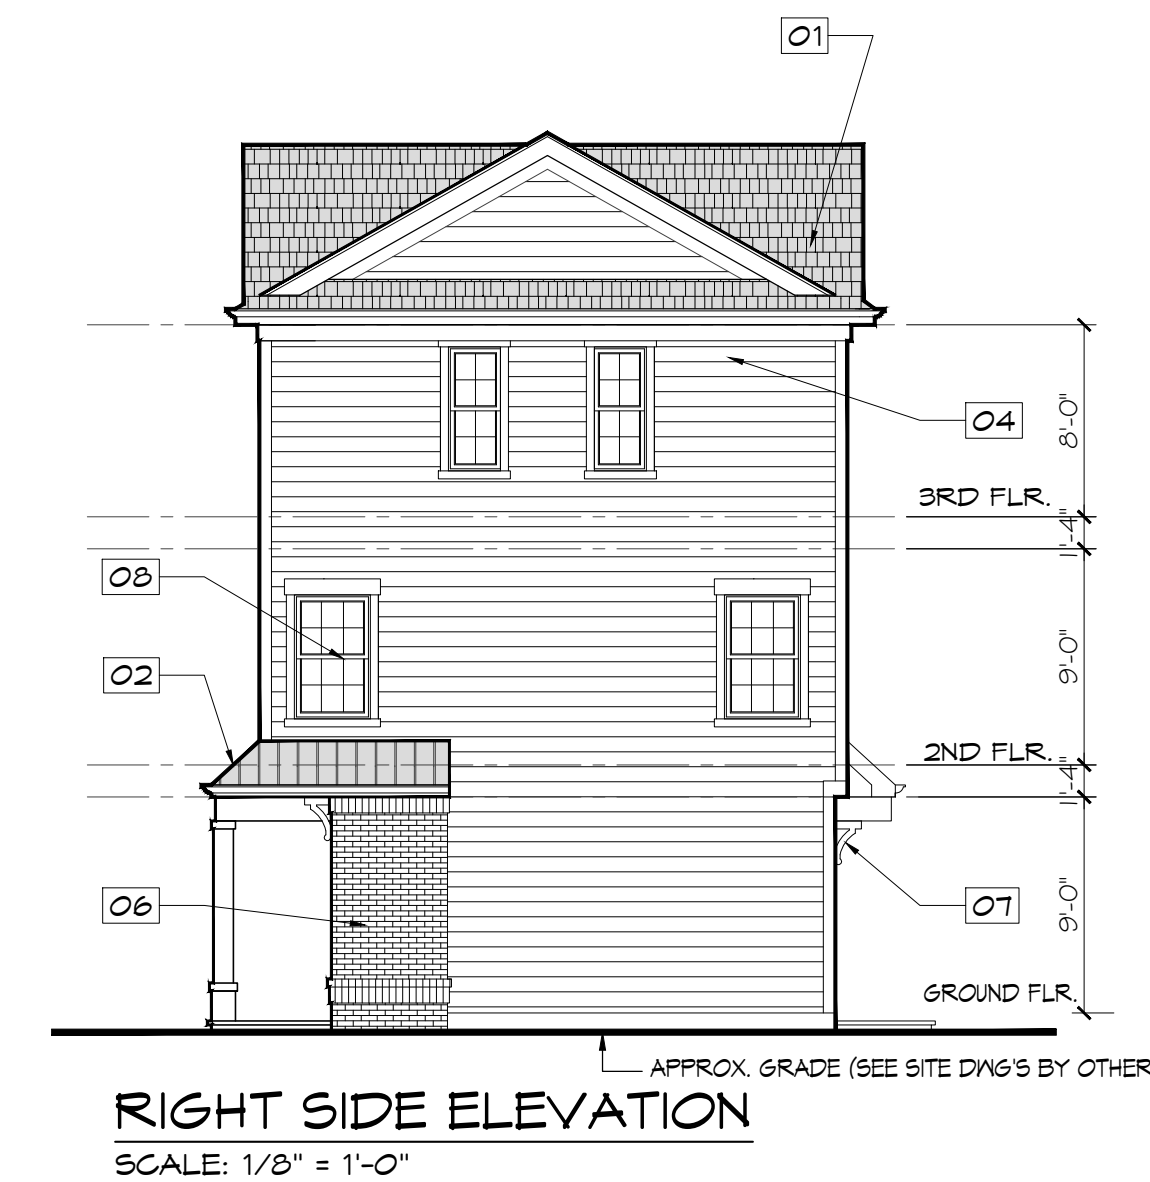 01
04
8'-0"
3RD FLR.
1'-4"
08
9'-0"
02
2ND FLR.
1'-4"
06
07
9'-0"
GROUND FLR.
APPROX. GRADE (SEE SITE DWG'S BY OTHER
RIGHT SIDE ELEVATION
SCALE: 1/8" = 1'-0"